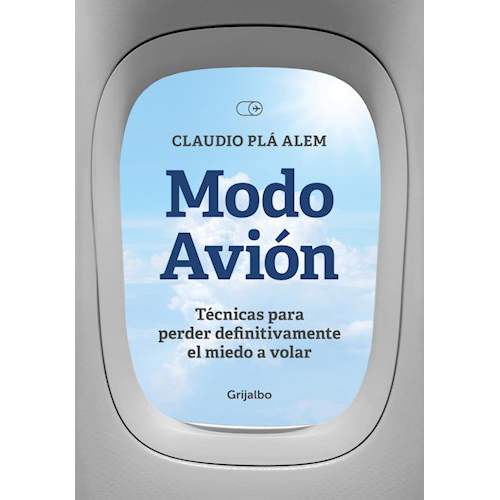 CLAUDIO PLÁ ALEM
Modo
Avión
Técnicas para
perder definitivamente
el miedo a volar
Grijalbo